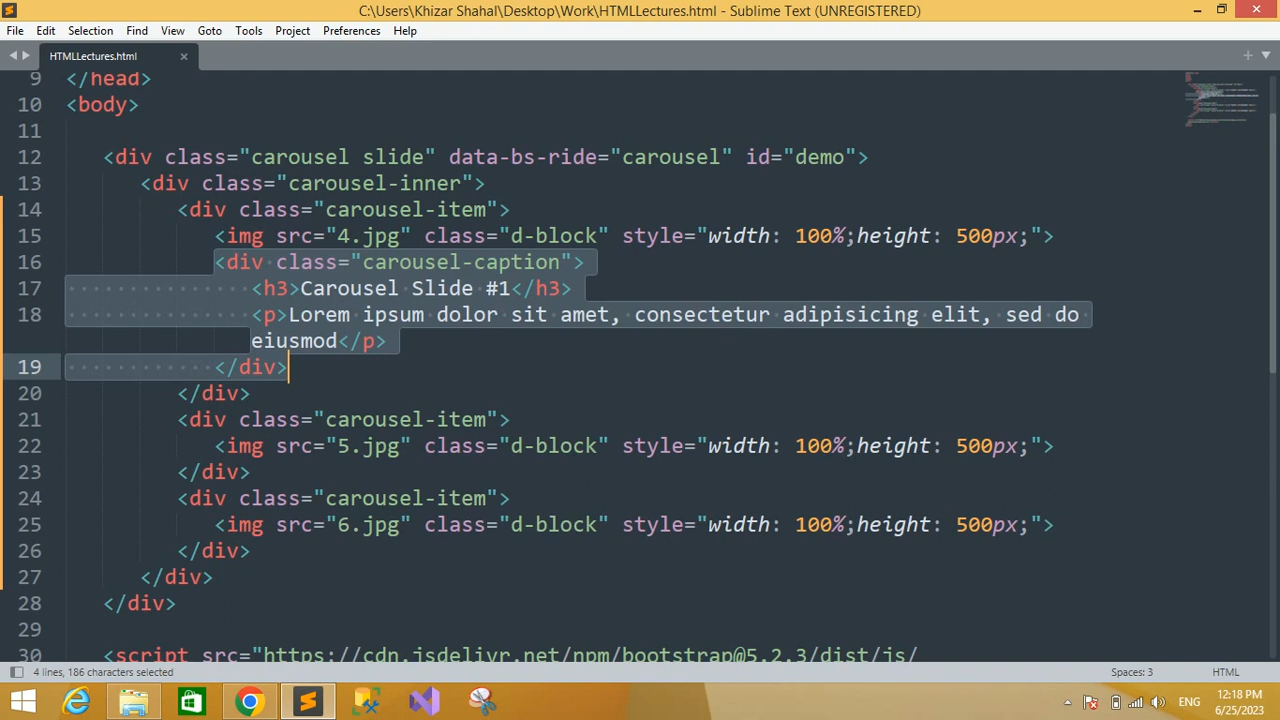 C:\Users\Khizar Shahal\Desktop\Work\HTMLLectures.html - Sublime Text (UNREGISTERED)
File Edit Selection Find View Goto Tools Project Preferences Help
HTMLLectures.html
9 </head>
10 <body>
11
12 <div class="carousel slide" data-bs-ride="carousel" id="demo">
13 <div class="carousel-inner">
14 <div class="carousel-item">
15 <img src="4.jpg" class="d-block" style="width: 100%;height: 500px;">
16 <div class="carousel-caption">
17 <h3>Carousel Slide #1</h3>
18 <p>Lorem ipsum dolor sit amet, consectetur adipisicing elit, sed do
eiusmod</p>
19 </div>
20 </div>
21 <div class="carousel-item">
22 <img src="5.jpg" class="d-block" style="width: 100%;height: 500px;">
23 </div>
24 <div class="carousel-item">
25 <img src="6.jpg" class="d-block" style="width: 100%;height: 500px;">
26 </div>
27 </div>
28 </div>
29
30 <script src="https://cdn.jsdelivr.net/npm/bootstrap@5.2.3/dist/js/
4 lines, 186 characters selected Spaces: 3 HTML
ENG 12:18 PM
6/25/2023